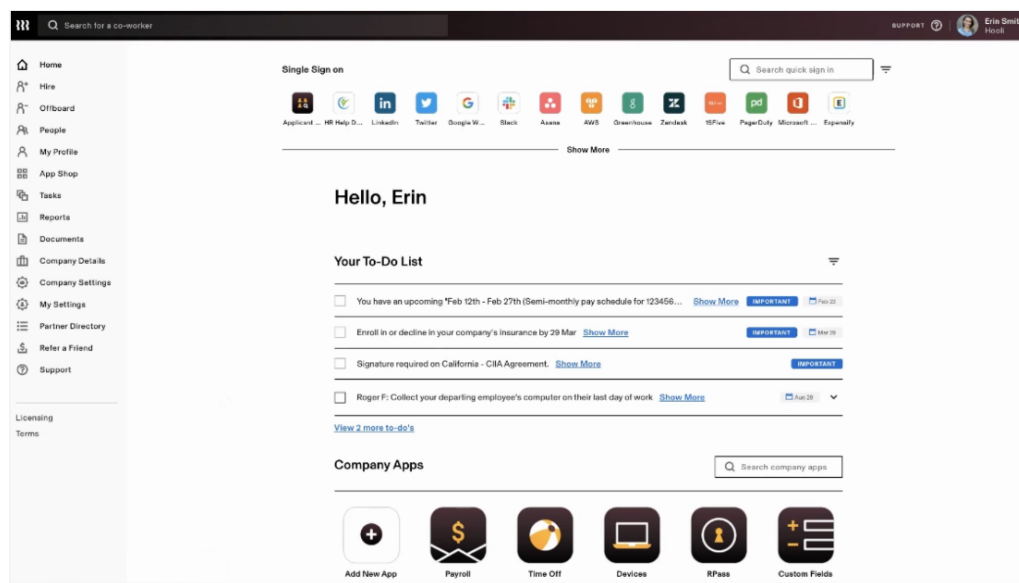 Search for a co-worker
SUPPORT
Erin Smit
Hooli
Home
Hire
Offboard
People
My Profile
App Shop
Tasks
Reports
Documents
Company Details
Company Settings
My Settings
Partner Directory
Refer a Friend
Support
Licensing
Terms
Single Sign on
Search quick sign in
in
G
8
15Five
pd
E
Applicant ...
HR Help D...
LinkedIn
Twitter
Google W...
Slack
Asana
AWS
Greenhouse
Zendesk
15Five
PagerDuty
Microsoft ...
Expensify
Show More
Hello, Erin
Your To-Do List
You have an upcoming "Feb 12th - Feb 27th (Semi-monthly pay schedule for 123456... Show More IMPORTANT Feb 22
Enroll in or decline in your company's insurance by 29 Mar Show More IMPORTANT Mar 29
Signature required on California - CIIA Agreement. Show More IMPORTANT
Roger F: Collect your departing employee's computer on their last day of work Show More Aug 28
View 2 more to-do's
Company Apps
Search company apps
Add New App
Payroll
Time Off
Devices
RPass
Custom Fields